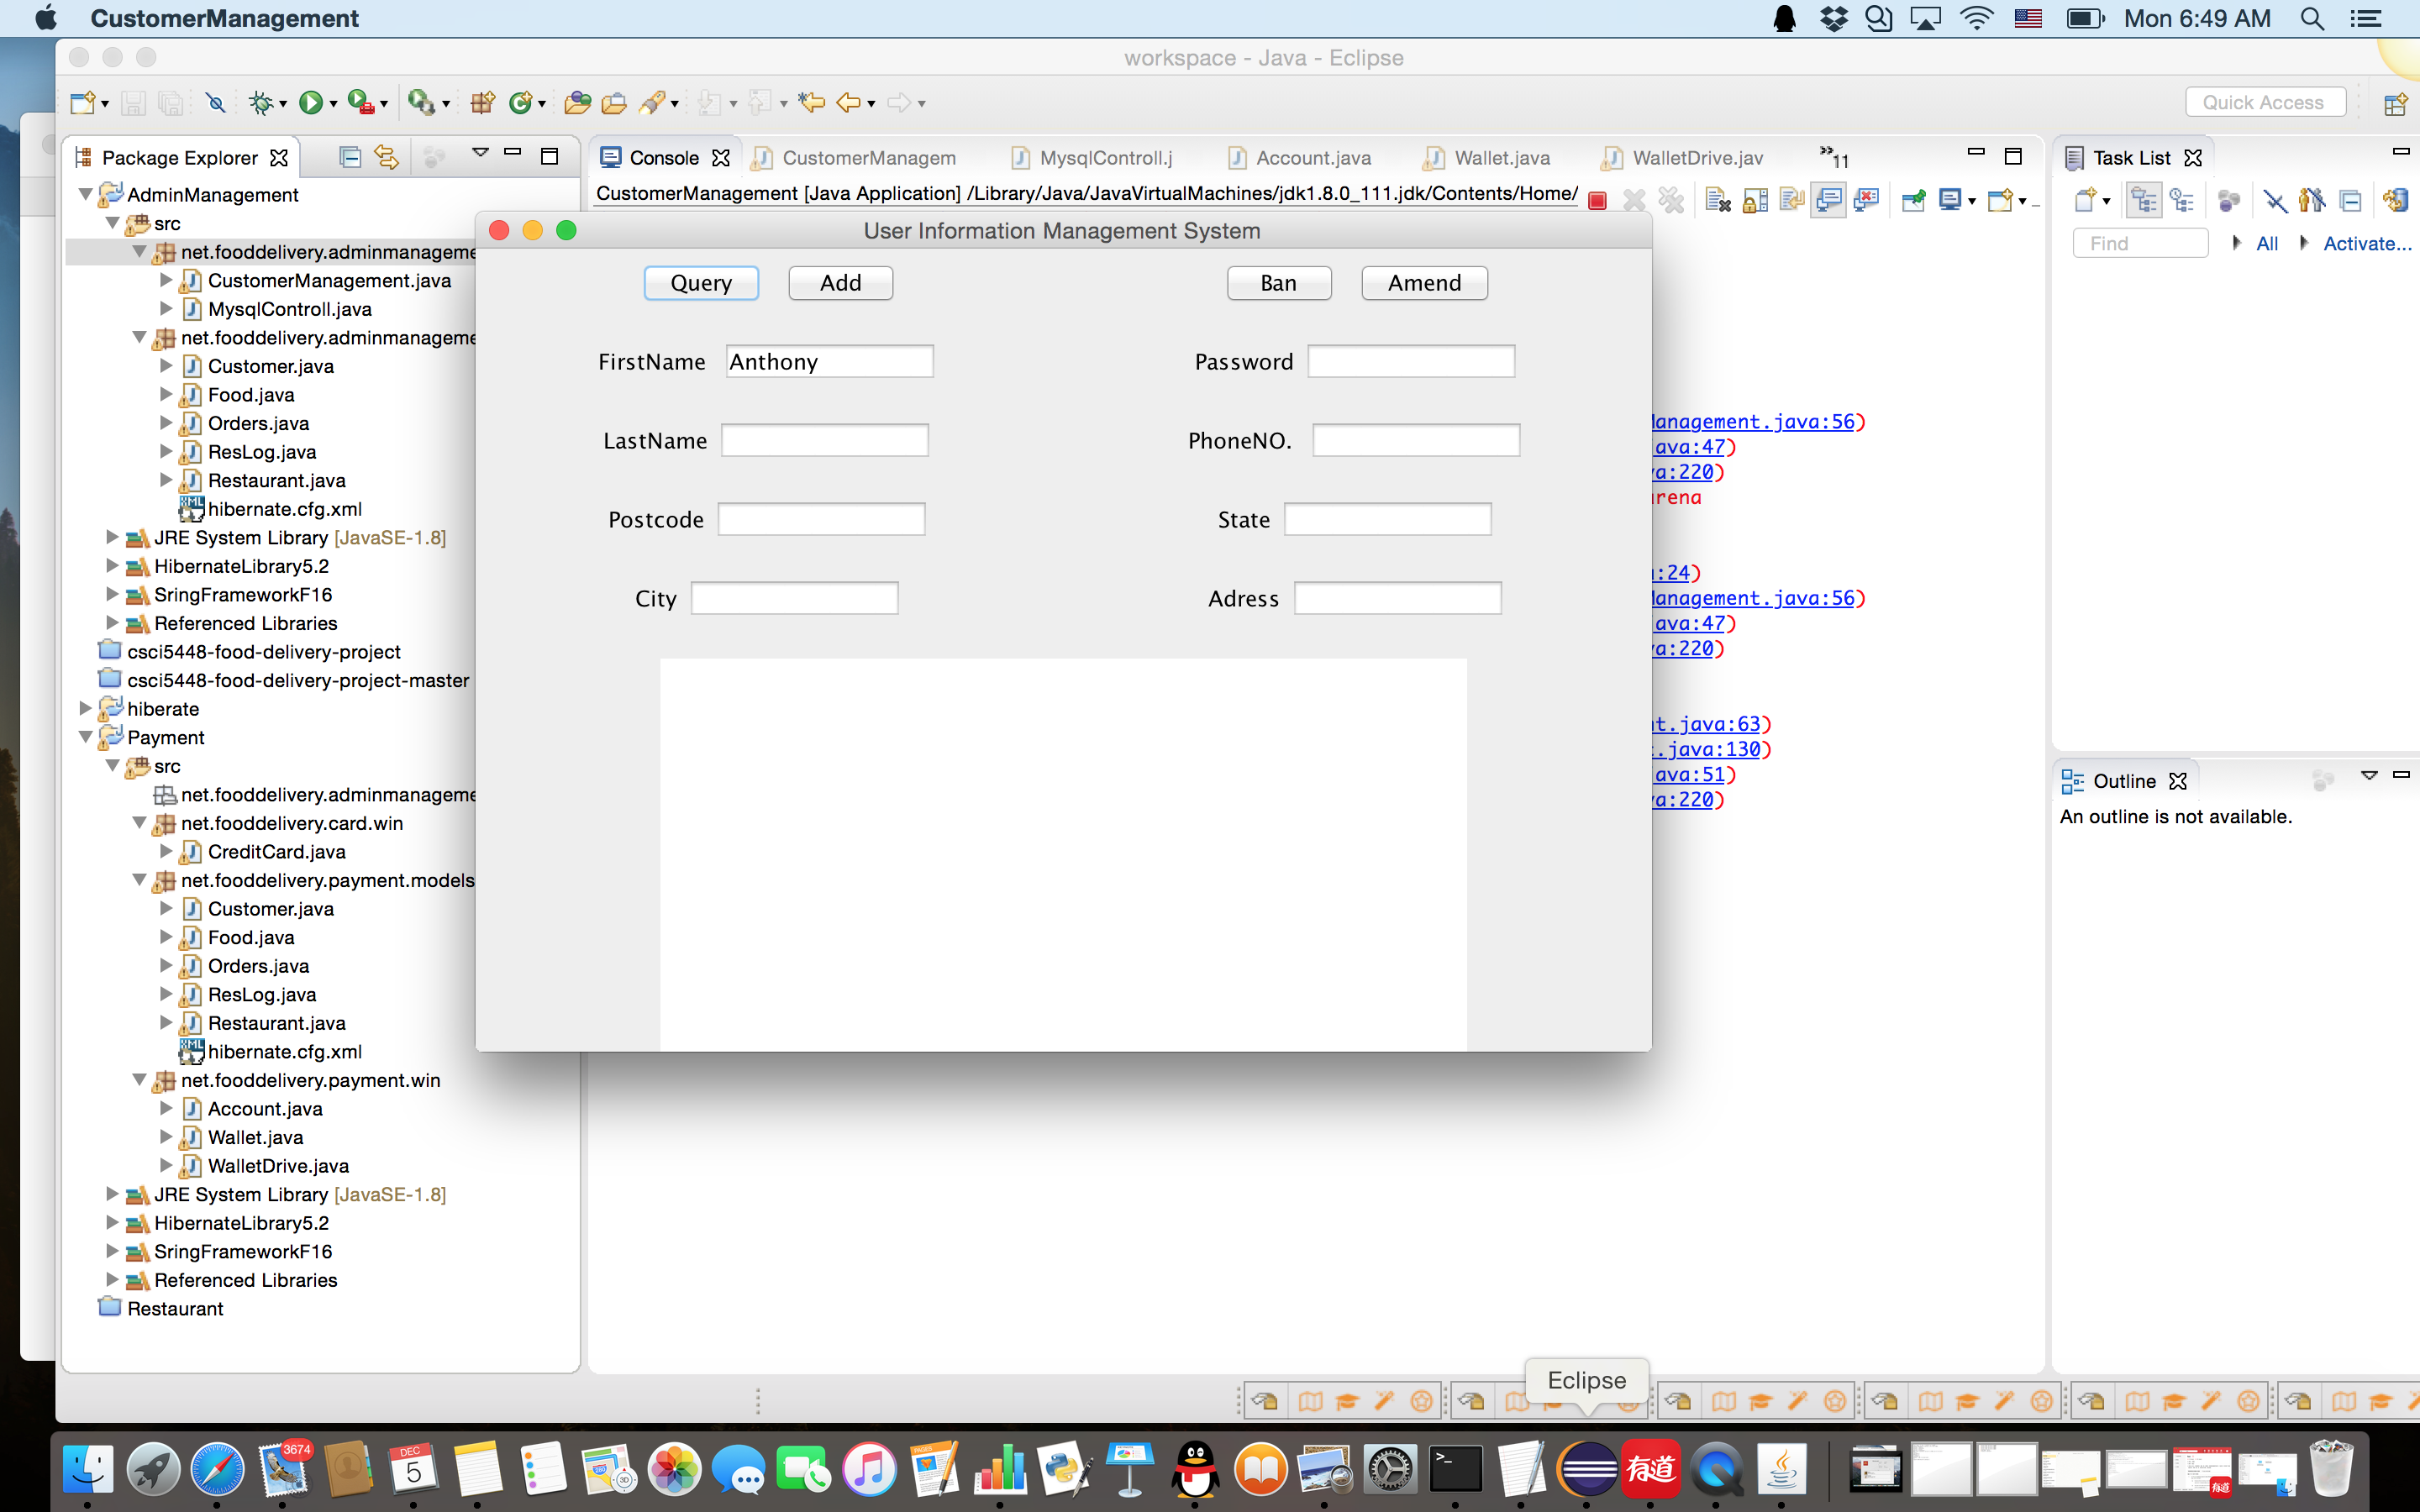 CustomerManagement
Mon 6:49 AM
workspace - Java - Eclipse
Quick Access
Package Explorer
AdminManagement
src
net.fooddelivery.adminmanageme
CustomerManagement.java
MysqlControll.java
net.fooddelivery.adminmanageme
Customer.java
Food.java
Orders.java
ResLog.java
Restaurant.java
hibernate.cfg.xml
JRE System Library [JavaSE-1.8]
HibernateLibrary5.2
SringFrameworkF16
Referenced Libraries
csci5448-food-delivery-project
csci5448-food-delivery-project-master
hiberate
Payment
src
net.fooddelivery.adminmanageme
net.fooddelivery.card.win
CreditCard.java
net.fooddelivery.payment.models
Customer.java
Food.java
Orders.java
ResLog.java
Restaurant.java
hibernate.cfg.xml
net.fooddelivery.payment.win
Account.java
Wallet.java
WalletDrive.java
JRE System Library [JavaSE-1.8]
HibernateLibrary5.2
SringFrameworkF16
Referenced Libraries
Restaurant
Console
CustomerManagem
MysqlControll.j
Account.java
Wallet.java
WalletDrive.jav
»11
CustomerManagement [Java Application] /Library/Java/JavaVirtualMachines/jdk1.8.0_111.jdk/Contents/Home/
User Information Management System
Query
Add
Ban
Amend
FirstName
Anthony
Password
LastName
PhoneNO.
Postcode
State
City
Adress
Management.java:56)
ava:47)
a:220)
rena
:24)
Management.java:56)
ava:47)
a:220)
t.java:63)
.java:130)
ava:51)
a:220)
Task List
Find
All
Activate...
Outline
An outline is not available.
Eclipse
3674
DEC
5
PAGES
3D
有道
有道